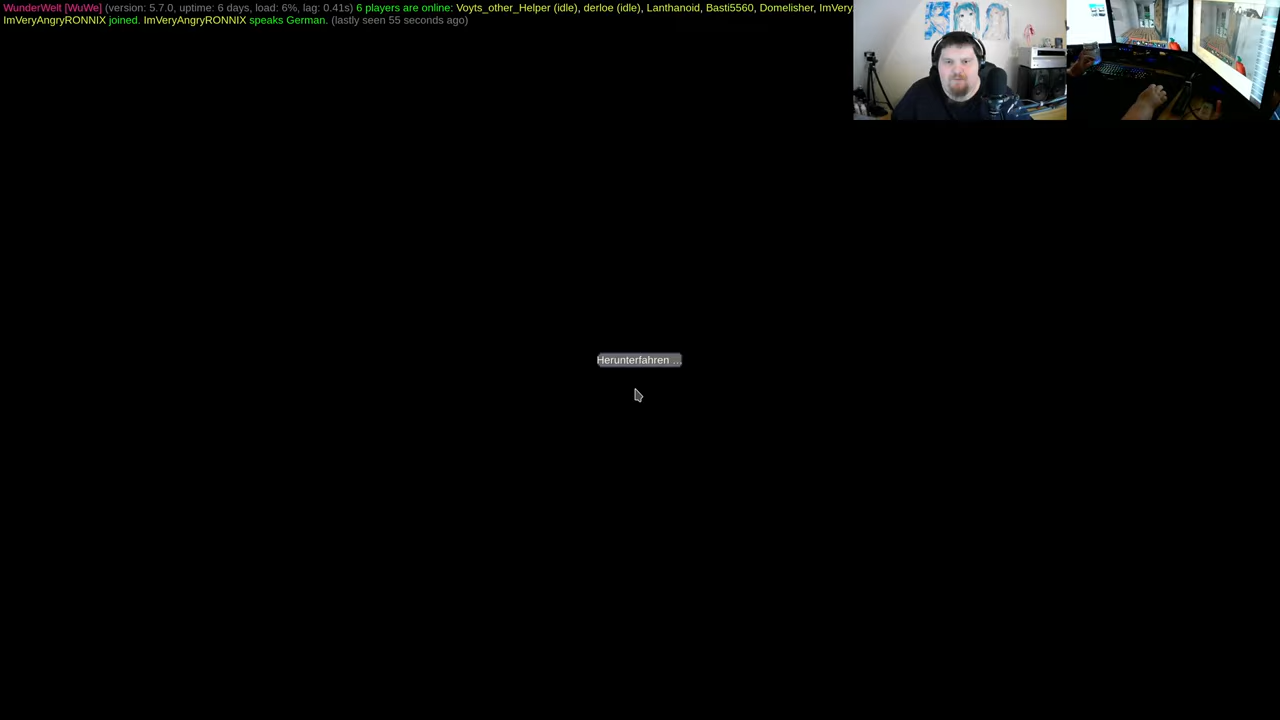 WunderWelt [WuWe] (version: 5.7.0, uptime: 6 days, load: 6%, lag: 0.41s) 6 players are online: Voyts_other_Helper (idle), derloe (idle), Lanthanoid, Basti5560, Domelisher, ImVery
ImVeryAngryRONNIX joined. ImVeryAngryRONNIX speaks German. (lastly seen 55 seconds ago)
Herunterfahren ...